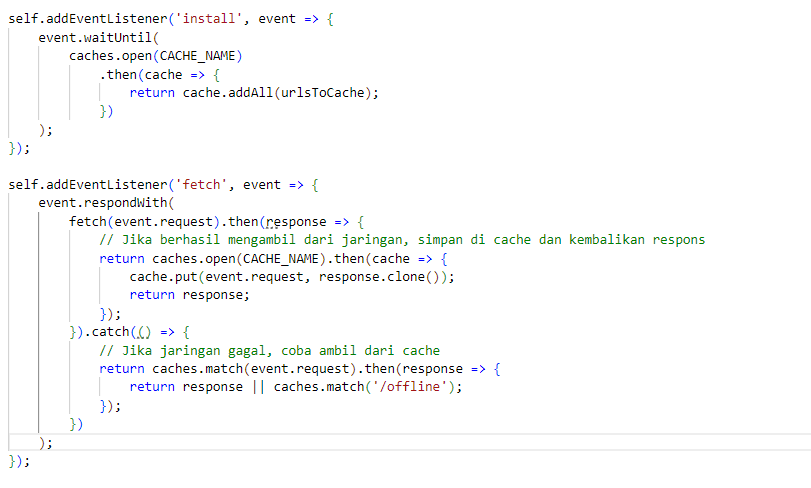 self.addEventListener('install', event => {
    event.waitUntil(
        caches.open(CACHE_NAME)
            .then(cache => {
                return cache.addAll(urlsToCache);
            })
    );
});

self.addEventListener('fetch', event => {
    event.respondWith(
        fetch(event.request).then(response => {
            // Jika berhasil mengambil dari jaringan, simpan di cache dan kembalikan respons
            return caches.open(CACHE_NAME).then(cache => {
                cache.put(event.request, response.clone());
                return response;
            });
        }).catch(() => {
            // Jika jaringan gagal, coba ambil dari cache
            return caches.match(event.request).then(response => {
                return response || caches.match('/offline');
            });
        })
    );
});